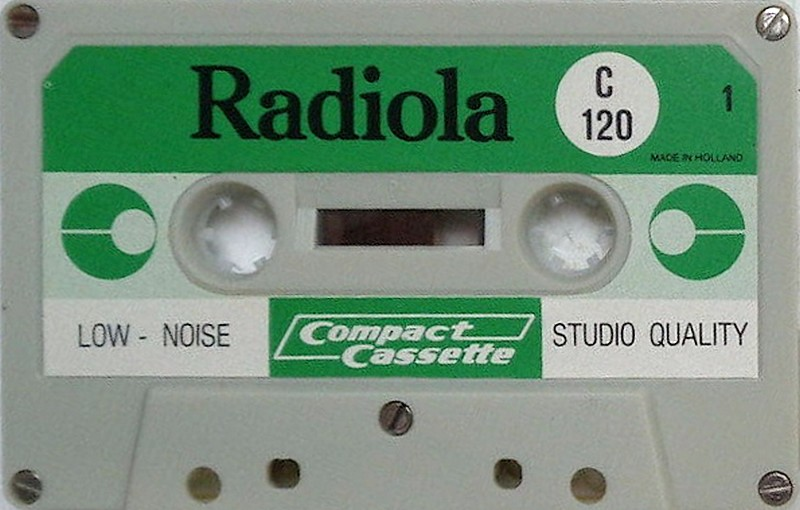 Radiola
C
120
1
MADE IN HOLLAND
LOW - NOISE
Compact
Cassette
STUDIO QUALITY